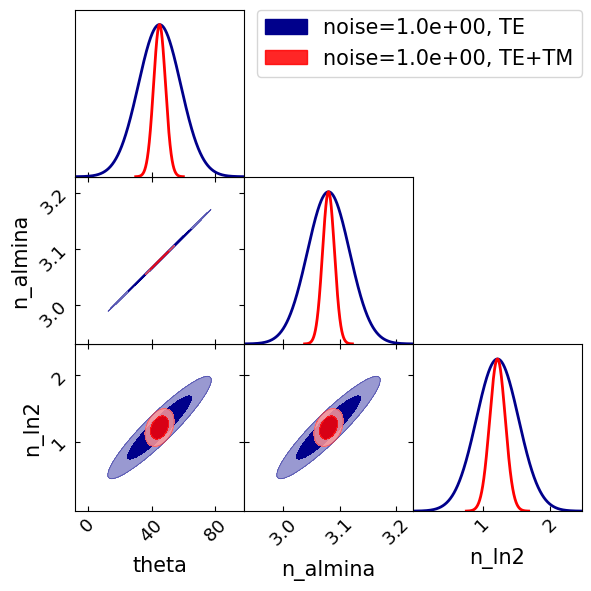 noise=1.0e+00, TE
noise=1.0e+00, TE+TM
n_almina
3.2
3.1
3.0
n_ln2
2
1
0
40
80
theta
3.0
3.1
3.2
n_almina
1
2
n_ln2